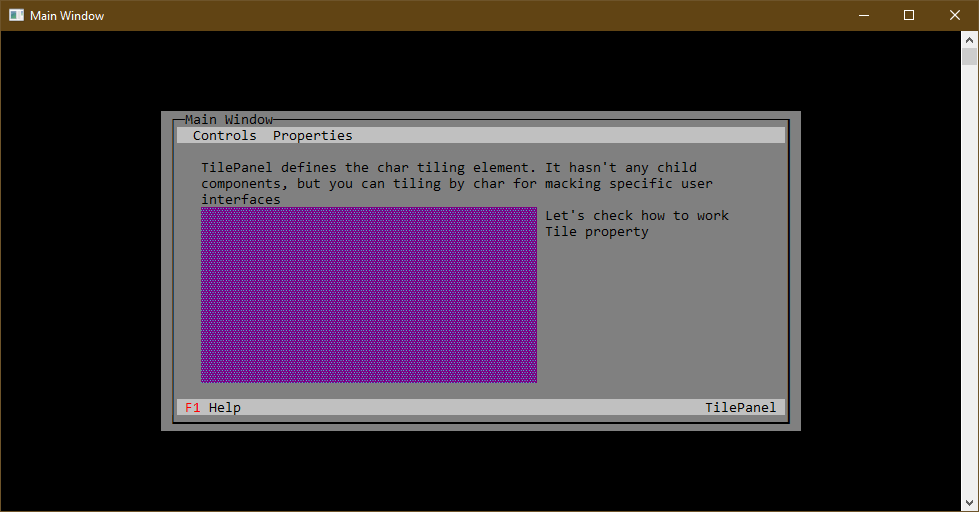 Main Window
Main Window
Controls Properties
TilePanel defines the char tiling element. It hasn't any child
components, but you can tiling by char for macking specific user
interfaces
Let's check how to work
Tile property
F1 Help TilePanel